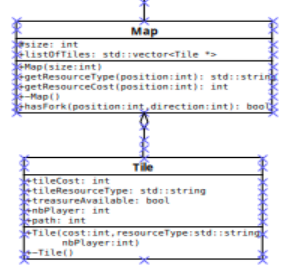 Map
#size: int
+listOfTiles: std::vector<Tile *>
+Map(size:int)
+getResourceType(position:int): std::string
+getResourceCost(position:int): int
+~Map()
+hasFork(position:int,direction:int): bool
Tile
+tileCost: int
+tileResourceType: std::string
+treasureAvailable: bool
+nbPlayer: int
+path: int
+Tile(cost:int,resourceType:std::string,
nbPlayer:int)
+~Tile()